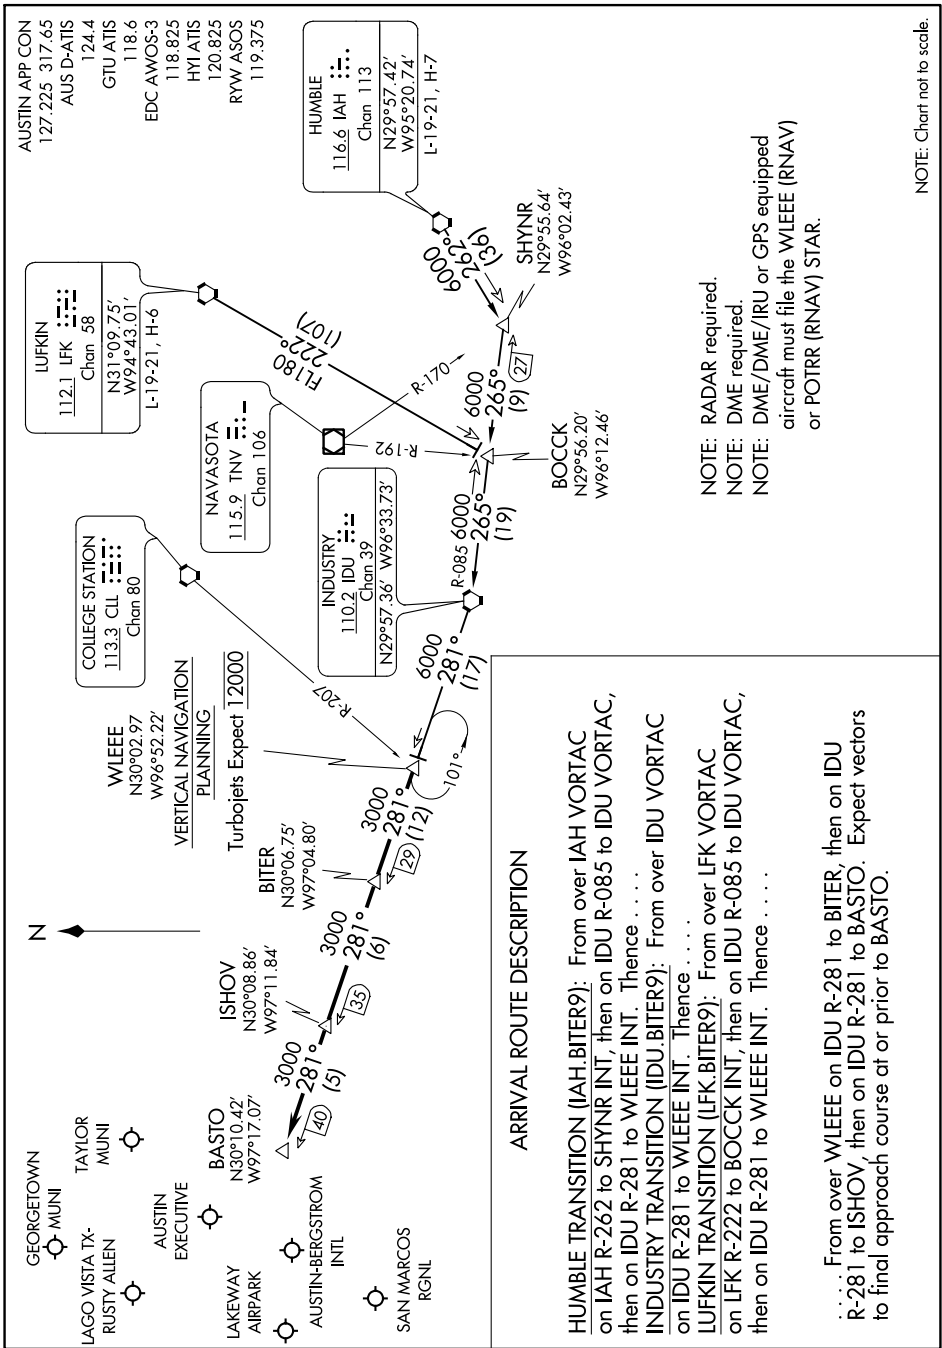 AUSTIN APP CON
127.225 317.65
AUS D-ATIS
124.4
GTU ATIS
118.6
EDC AWOS-3
118.825
HYI ATIS
120.825
RYW ASOS
119.375
HUMBLE
116.6 IAH
Chan 113
N29°57.42'
W95°20.74'
L-19-21, H-7
LUFKIN
112.1 LFK
Chan 58
N31°09.75'
W94°43.01'
L-19-21, H-6
NAVASOTA
115.9 TNV
Chan 106
COLLEGE STATION
113.3 CLL
Chan 80
INDUSTRY
110.2 IDU
Chan 39
N29°57.36' W96°33.73'
WLEEE
N30°02.97
W96°52.22'
VERTICAL NAVIGATION
PLANNING
Turbojets Expect 12000
N
BITER
N30°06.75'
W97°04.80'
ISHOV
N30°08.86'
W97°11.84'
BASTO
N30°10.42'
W97°17.07'
SHYNR
N29°55.64'
W96°02.43'
BOCCK
N29°56.20'
W96°12.46'
6000
262°
(36)
FL180
222°
(107)
R-170
R-192
6000
265°
(9)
27
R-085 6000
265°
(19)
6000
281°
(17)
R-207
101°
3000
281°
(12)
29
3000
281°
(6)
35
3000
281°
(5)
40
GEORGETOWN
MUNI
TAYLOR
MUNI
LAGO VISTA TX-
RUSTY ALLEN
AUSTIN
EXECUTIVE
LAKEWAY
AIRPARK
AUSTIN-BERGSTROM
INTL
SAN MARCOS
RGNL
NOTE: RADAR required.
NOTE: DME required.
NOTE: DME/DME/IRU or GPS equipped
aircraft must file the WLEEE (RNAV)
or POTRR (RNAV) STAR.
NOTE: Chart not to scale.
ARRIVAL ROUTE DESCRIPTION
HUMBLE TRANSITION (IAH.BITER9): From over IAH VORTAC
on IAH R-262 to SHYNR INT, then on IDU R-085 to IDU VORTAC,
then on IDU R-281 to WLEEE INT. Thence . . . .
INDUSTRY TRANSITION (IDU.BITER9): From over IDU VORTAC
on IDU R-281 to WLEEE INT. Thence . . . .
LUFKIN TRANSITION (LFK.BITER9): From over LFK VORTAC
on LFK R-222 to BOCCK INT, then on IDU R-085 to IDU VORTAC,
then on IDU R-281 to WLEEE INT. Thence . . . .
. . . . From over WLEEE on IDU R-281 to BITER, then on IDU
R-281 to ISHOV, then on IDU R-281 to BASTO. Expect vectors
to final approach course at or prior to BASTO.